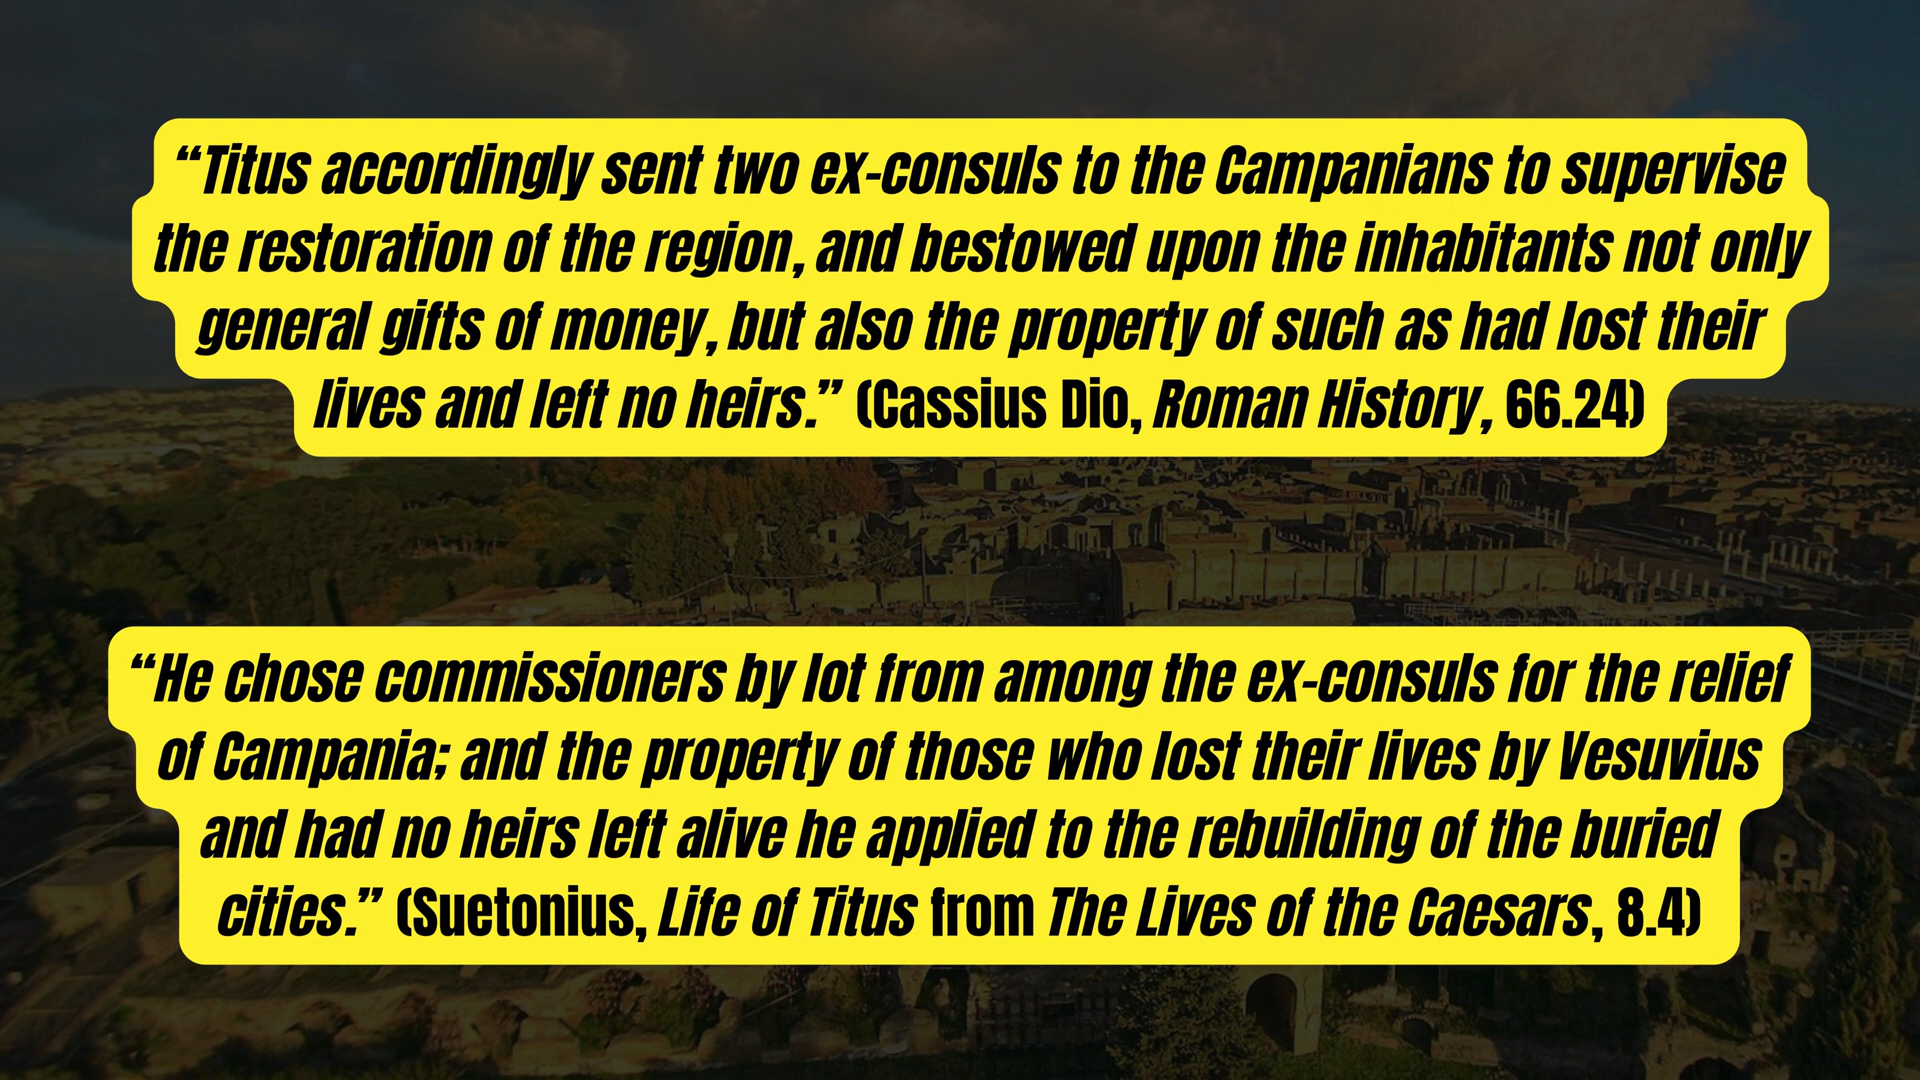 “Titus accordingly sent two ex-consuls to the Campanians to supervise
the restoration of the region, and bestowed upon the inhabitants not only
general gifts of money, but also the property of such as had lost their
lives and left no heirs.” (Cassius Dio, Roman History, 66.24)
“He chose commissioners by lot from among the ex-consuls for the relief
of Campania; and the property of those who lost their lives by Vesuvius
and had no heirs left alive he applied to the rebuilding of the buried
cities.” (Suetonius, Life of Titus from The Lives of the Caesars, 8.4)